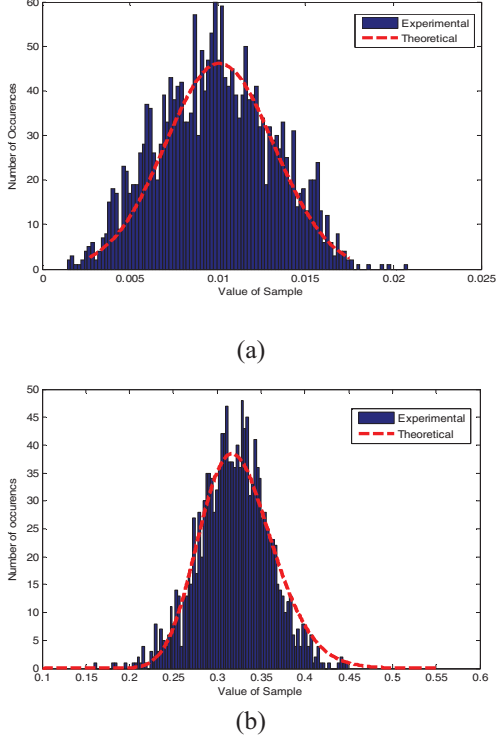 60
50
40
30
20
10
0
Number of Occurences
Experimental
Theoretical
0 0.005 0.01 0.015 0.02 0.025
Value of Sample
(a)
50
45
40
35
30
25
20
15
10
5
0
Number of occurencs
Experimental
Theoretical
0.1 0.15 0.2 0.25 0.3 0.35 0.4 0.45 0.5 0.55 0.6
Value of Sample
(b)